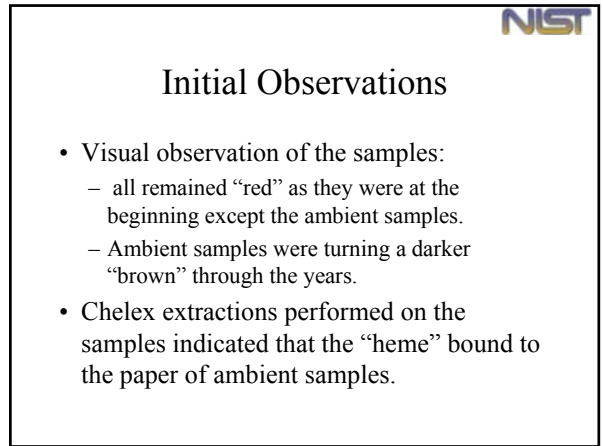 NIST
Initial Observations
• Visual observation of the samples:
– all remained “red” as they were at the
beginning except the ambient samples.
– Ambient samples were turning a darker
“brown” through the years.
• Chelex extractions performed on the
samples indicated that the “heme” bound to
the paper of ambient samples.